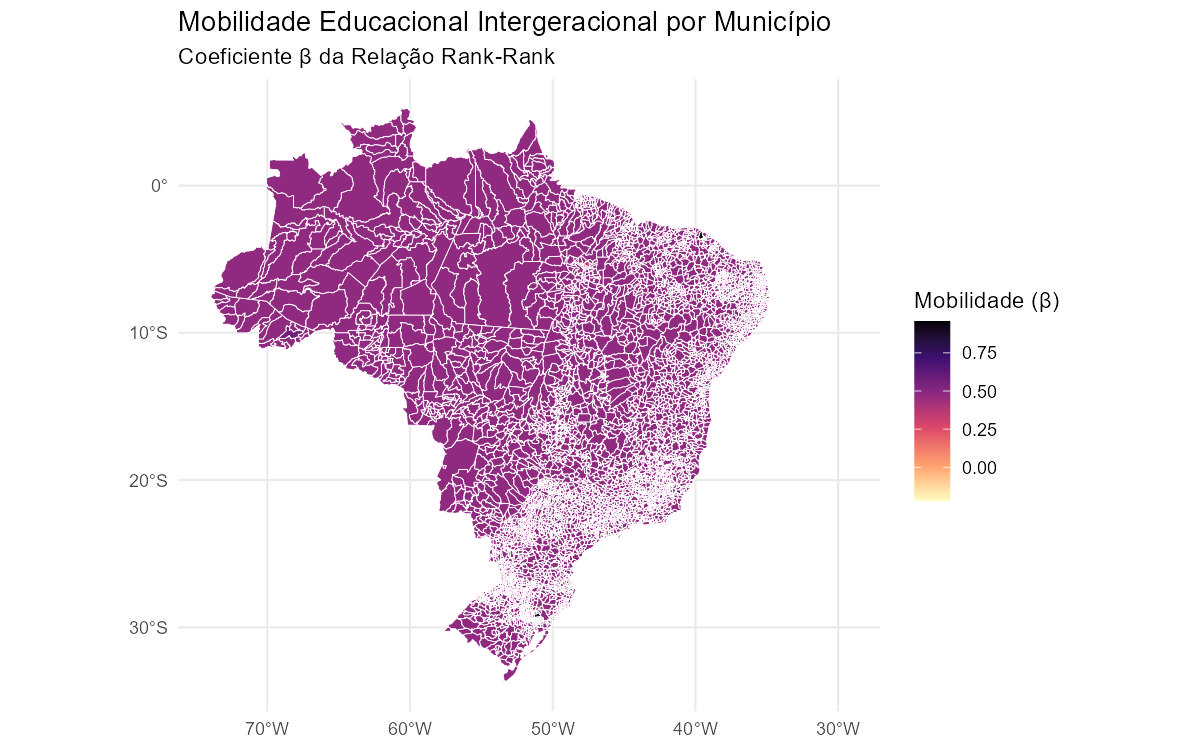 Mobilidade Educacional Intergeracional por Município
Coeficiente β da Relação Rank-Rank
0°
10°S
20°S
30°S
70°W
60°W
50°W
40°W
30°W
Mobilidade (β)
0.75
0.50
0.25
0.00